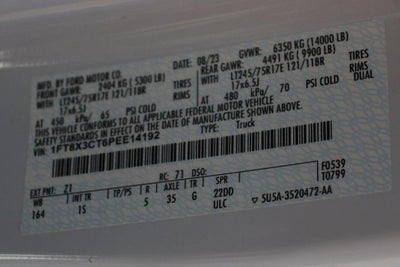 MFD. BY FORD MOTOR CO.
08/23 GVWR: 6350 KG (14000 LB)
FRONT GAWR: 2404 KG (5300 LB) REAR GAWR: 4491 KG (9900 LB)
LT245/75R17E 121/118R TIRES LT245/75R17E 121/118R TIRES
17x6.5J RIMS 17x6.5J RIMS
AT 450 kPa/ 65 PSI COLD AT 480 kPa/ 70 PSI COLD DUAL
THIS VEHICLE CONFORMS TO ALL APPLICABLE FEDERAL MOTOR VEHICLE
SAFETY STANDARDS IN EFFECT ON THE DATE OF MANUFACTURE SHOWN ABOVE.
VIN: 1FT8X3CT6PEE14192 TYPE: Truck
EXT PNT: Z1 RC: 71 DSO: F0539
WB INT TR TP/PS R AXLE TR SPR T0799
164 IS 5 35 G 22DD
ULC 5U5A-3520472-AA